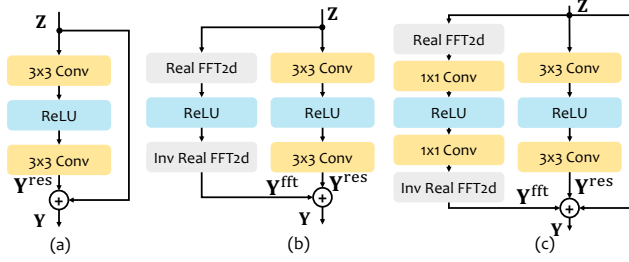 Z
3x3 Conv
ReLU
3x3 Conv
Y^res
+
Y
(a)
Z
Real FFT2d
ReLU
Inv Real FFT2d
Y^fft
3x3 Conv
ReLU
3x3 Conv
Y^res
+
Y
(b)
Z
Real FFT2d
1x1 Conv
ReLU
1x1 Conv
Inv Real FFT2d
Y^fft
3x3 Conv
ReLU
3x3 Conv
Y^res
+
Y
(c)